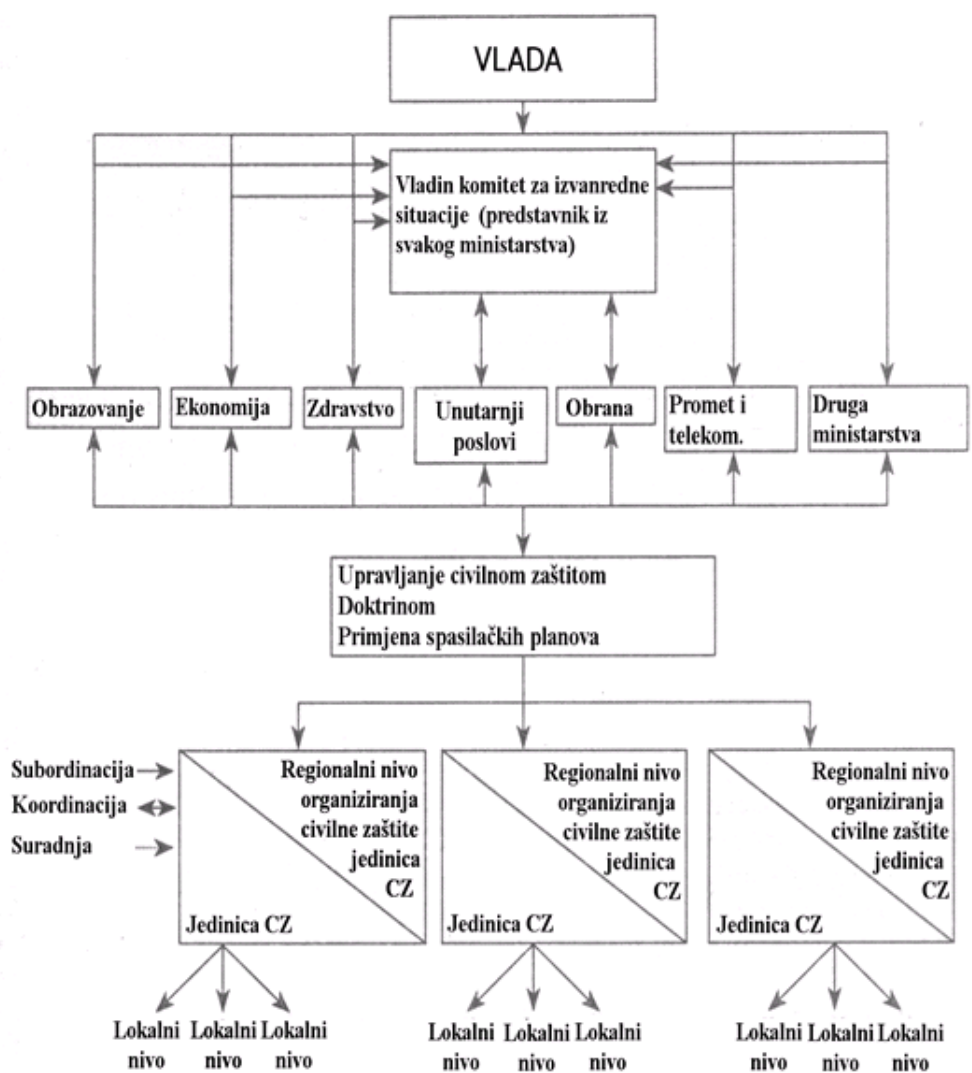 VLADA
Vladin komitet za izvanredne
situacije (predstavnik iz
svakog ministarstva)
Obrazovanje
Ekonomija
Zdravstvo
Unutarnji
poslovi
Obrana
Promet i
telekom.
Druga
ministarstva
Upravljanje civilnom zaštitom
Doktrinom
Primjena spasilačkih planova
Subordinacija
Koordinacija
Suradnja
Regionalni nivo
organiziranja
civilne zaštite
jedinica
CZ
Jedinica CZ
Regionalni nivo
organiziranja
civilne zaštite
jedinica
CZ
Jedinica CZ
Regionalni nivo
organiziranja
civilne zaštite
jedinica
CZ
Jedinica CZ
Lokalni
nivo
Lokalni
nivo
Lokalni
nivo
Lokalni
nivo
Lokalni
nivo
Lokalni
nivo
Lokalni
nivo
Lokalni
nivo
Lokalni
nivo